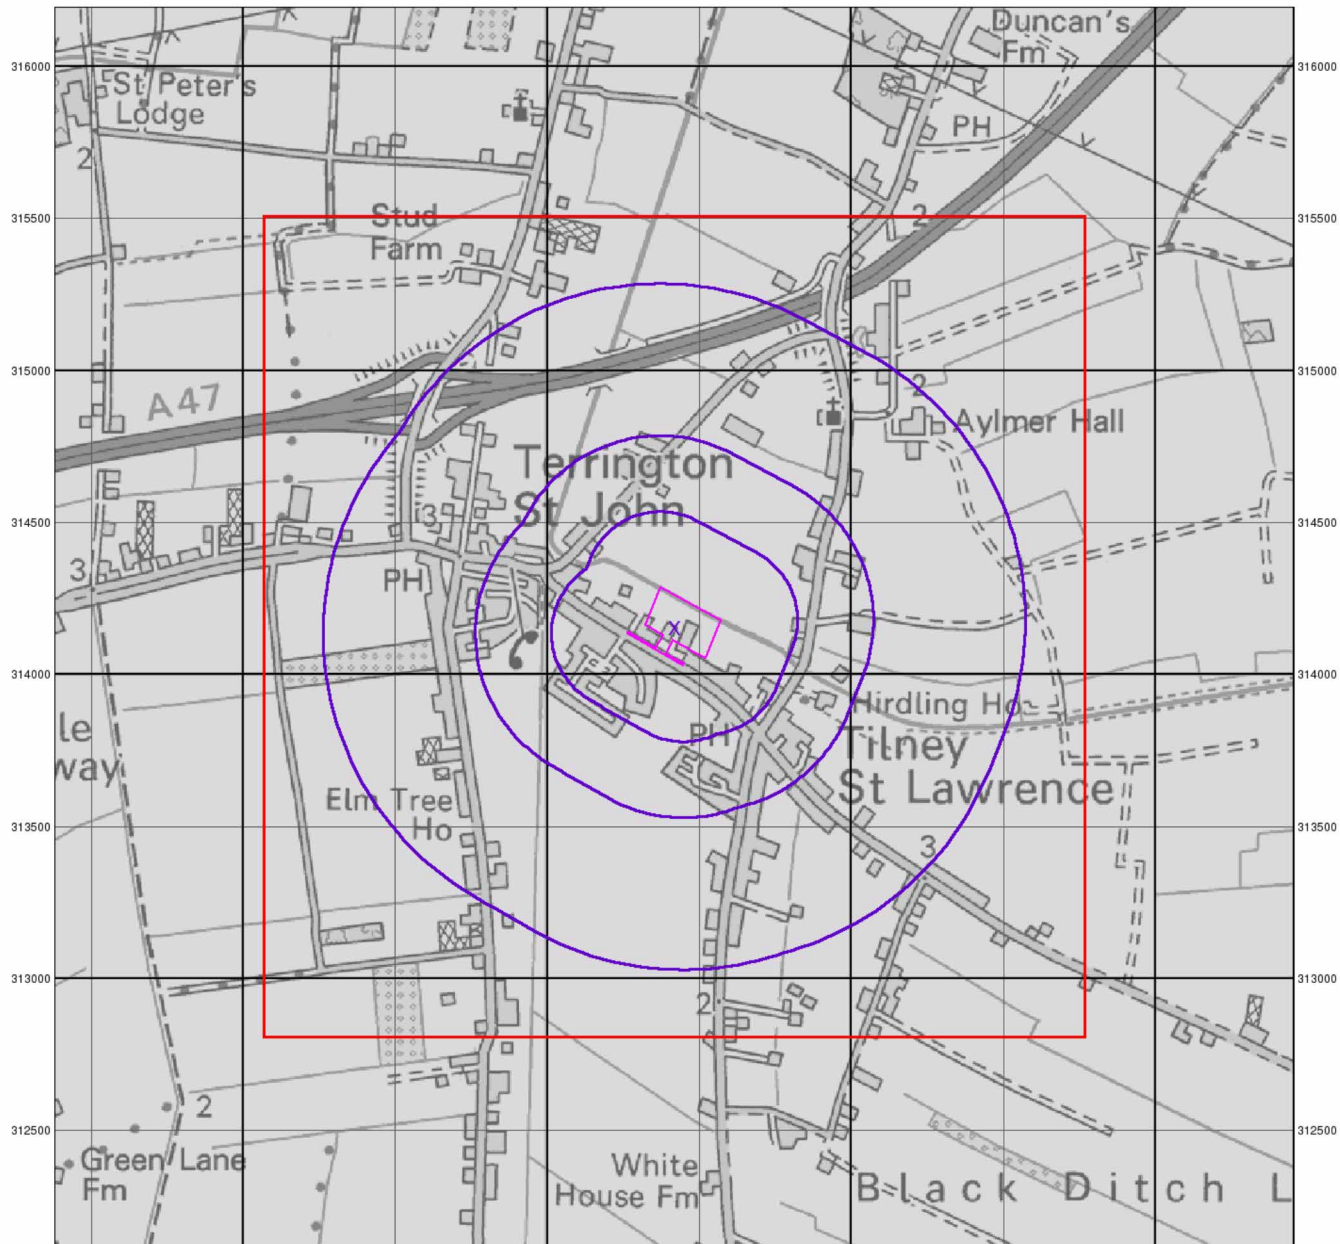 Duncan's
Fm
316000
316000
St Peter's
Lodge
PH
2
Stud
Farm
315500
2
315500
315000
315000
A47
2
Aylmer Hall
Terrington
St John
314500
3
314500
3
PH
X
314000
314000
Hirdling Ho
PH
Tilney
St Lawrence
le
way
Elm Tree
Ho
313500
3
313500
313000
313000
2
2
312500
312500
Green Lane
Fm
White
House Fm
Black Ditch L